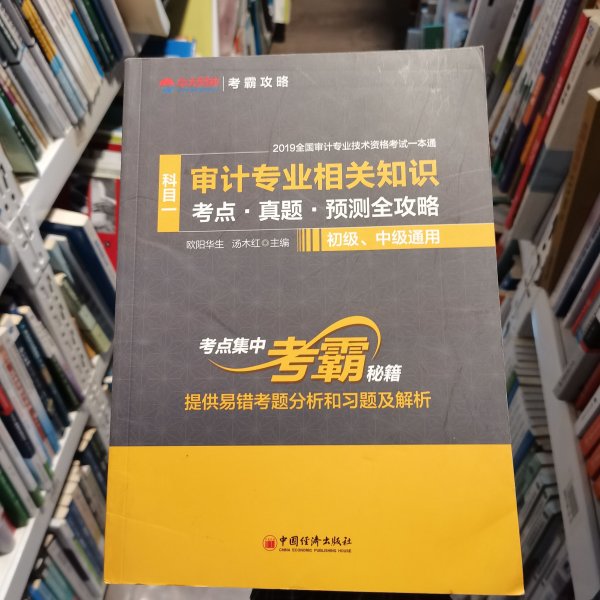 考霸攻略
2019全国审计专业技术资格考试一本通
科目一
审计专业相关知识
考点·真题·预测全攻略
欧阳华生 汤木红◎主编
初级、中级通用
考点集中
考霸
秘籍
提供易错考题分析和习题及解析
中国经济出版社
CHINA ECONOMIC PUBLISHING HOUSE